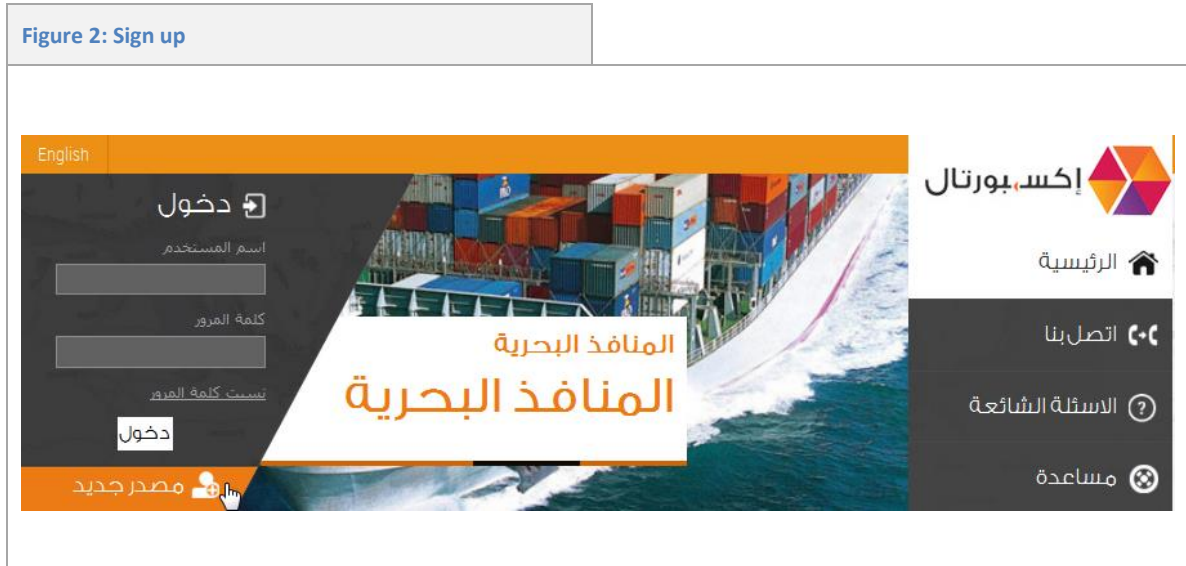 Figure 2: Sign up
English
إكسبورتال
الرئيسية
اتصل بنا
الاسئلة الشائعة
مساعدة
المنافذ البحرية
المنافذ البحرية
دخول
اسم المستخدم
كلمة المرور
نسيت كلمة المرور
دخول
مصدر جديد